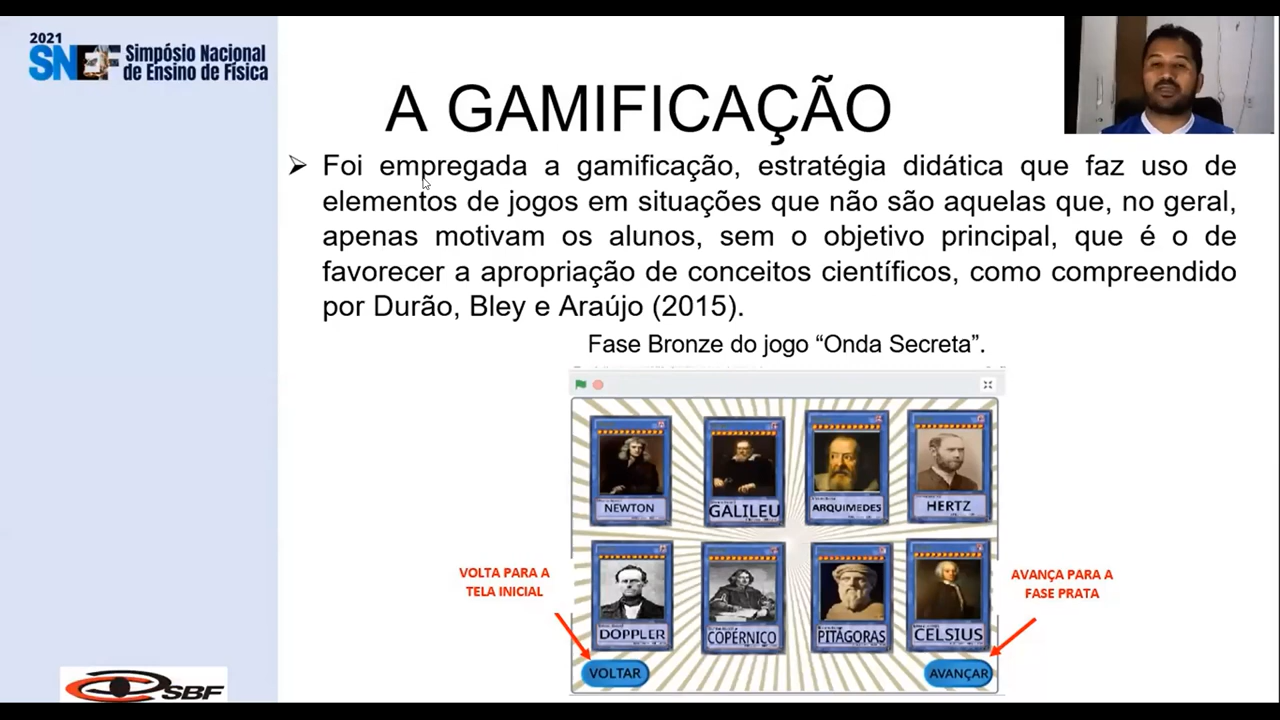 2021
SNEF Simpósio Nacional
de Ensino de Física
A GAMIFICAÇÃO
Foi empregada a gamificação, estratégia didática que faz uso de
elementos de jogos em situações que não são aquelas que, no geral,
apenas motivam os alunos, sem o objetivo principal, que é o de
favorecer a apropriação de conceitos científicos, como compreendido
por Durão, Bley e Araújo (2015).
Fase Bronze do jogo “Onda Secreta”.
NEWTON
GALILEU
ARQUIMEDES
HERTZ
VOLTA PARA A
TELA INICIAL
AVANÇA PARA A
FASE PRATA
DOPPLER
COPÉRNICO
PITÁGORAS
CELSIUS
VOLTAR
AVANÇAR
SBF